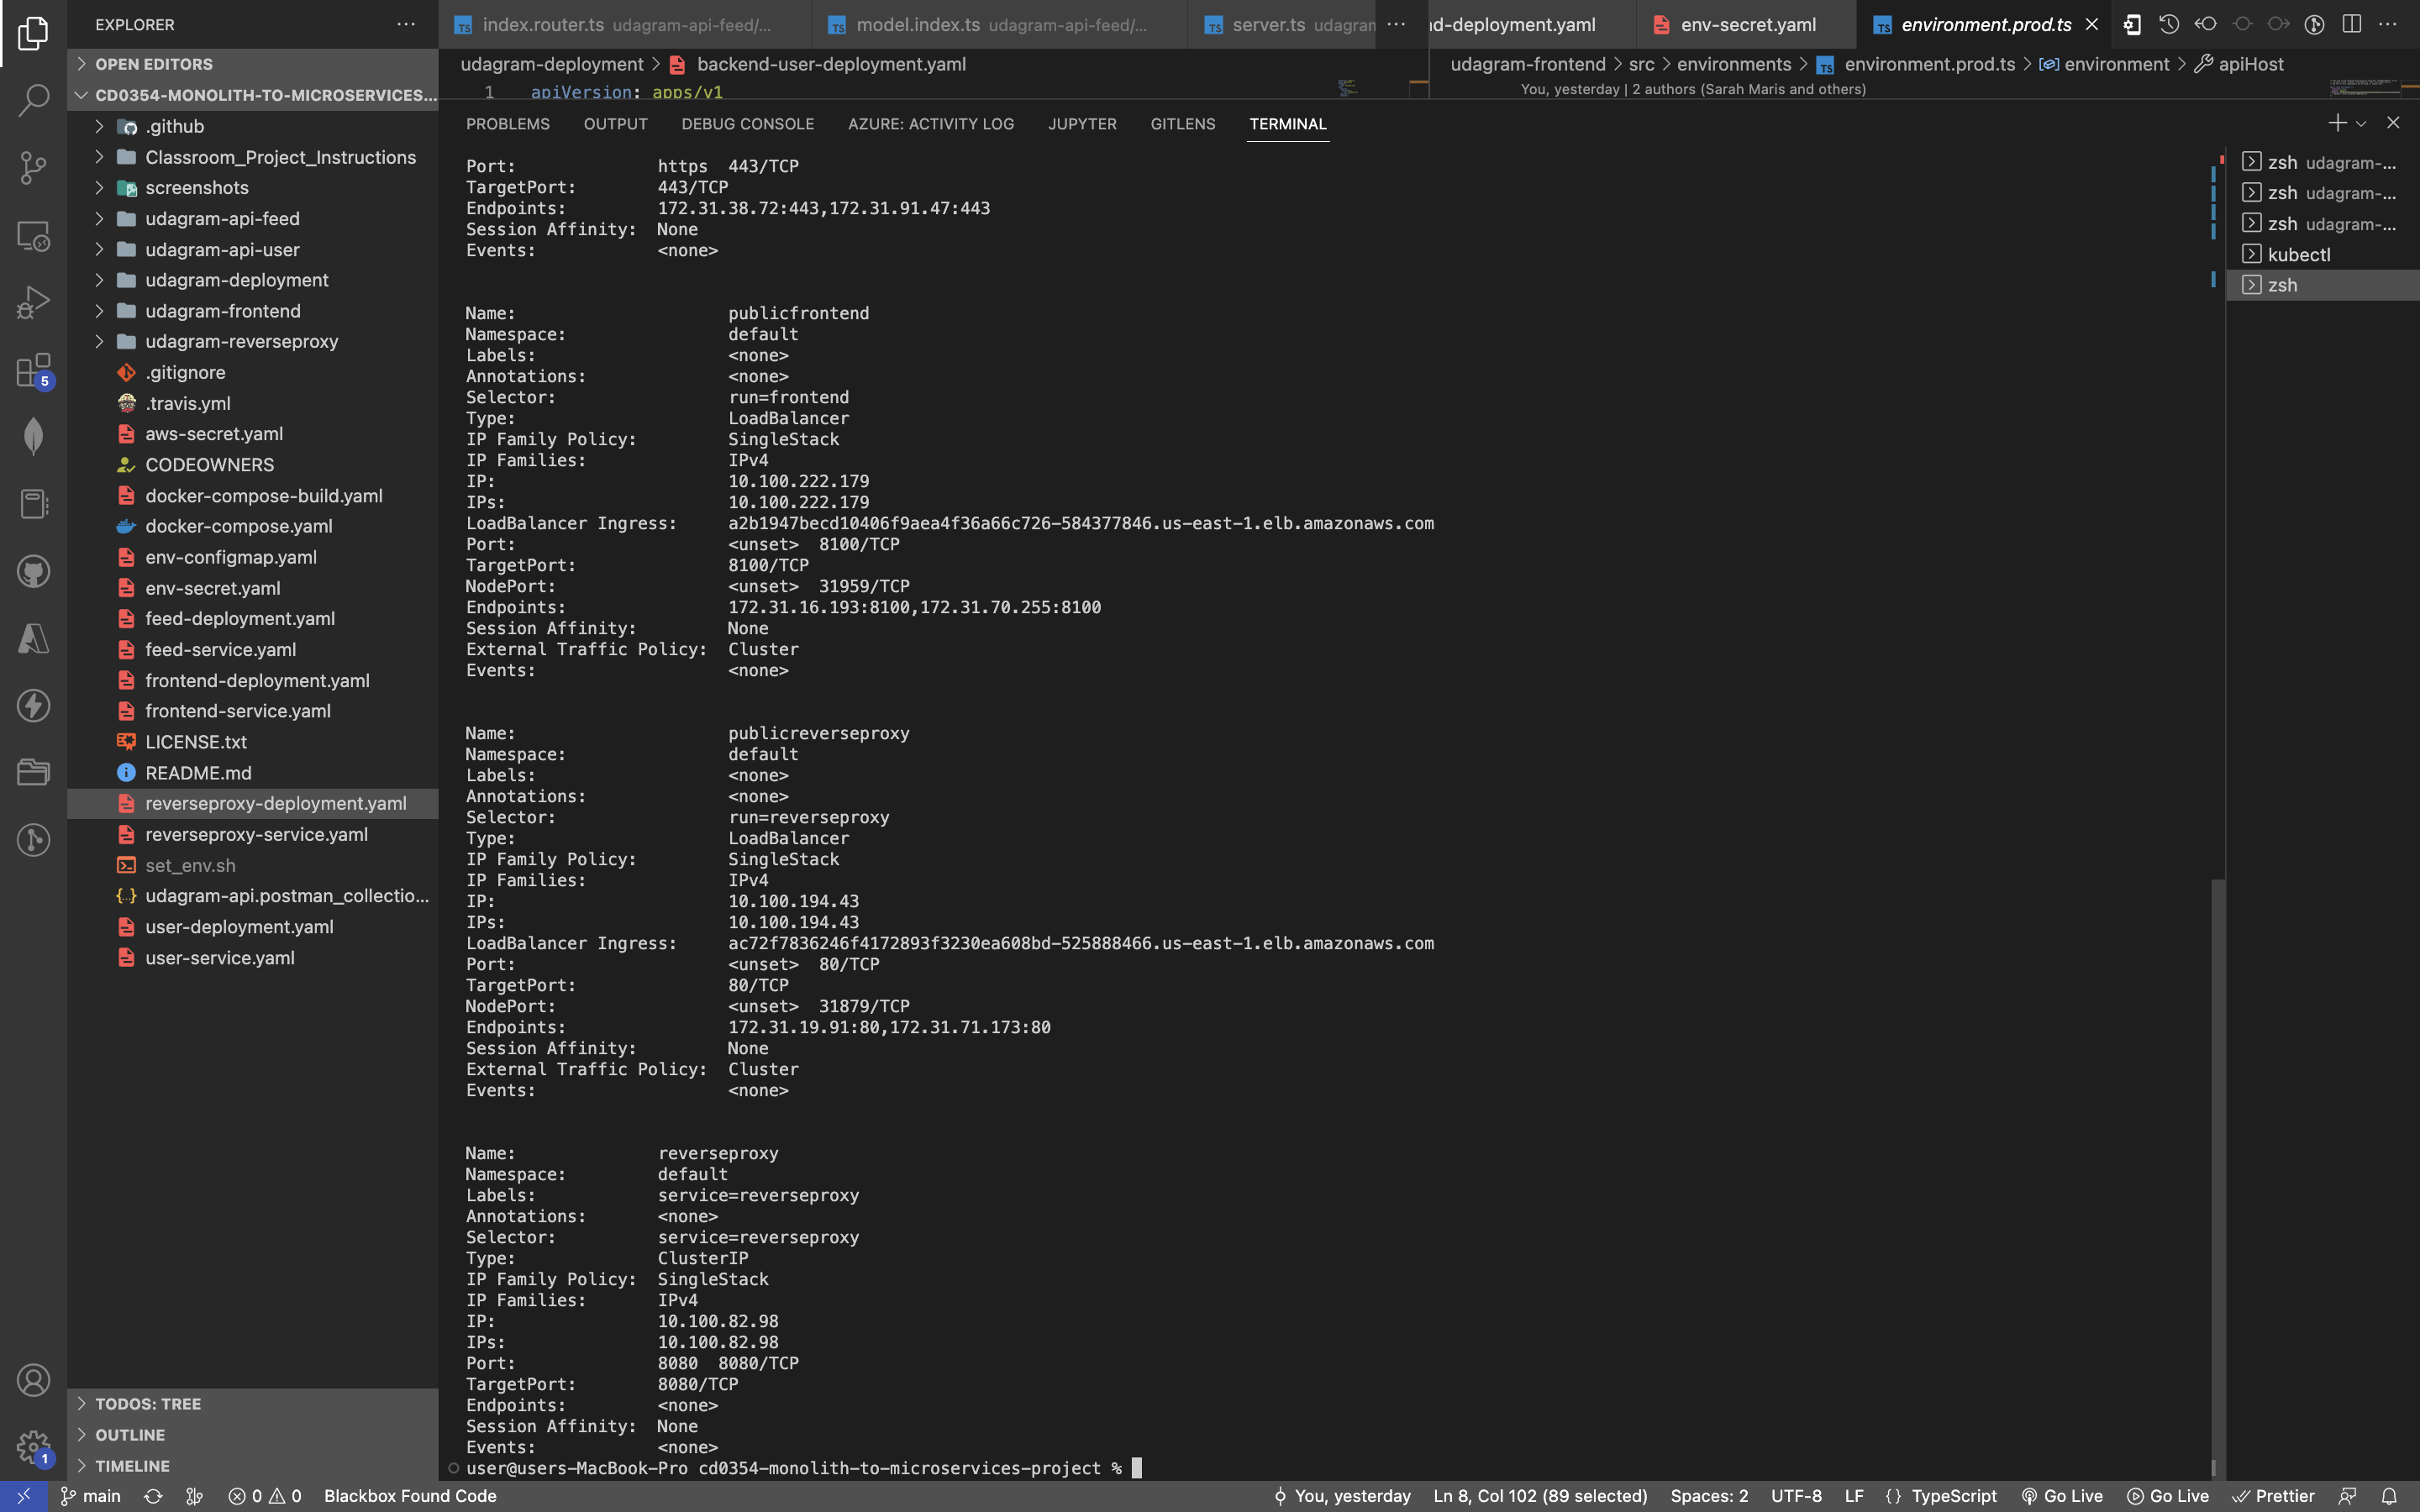 EXPLORER
OPEN EDITORS
CD0354-MONOLITH-TO-MICROSERVICES...
.github
Classroom_Project_Instructions
screenshots
udagram-api-feed
udagram-api-user
udagram-deployment
udagram-frontend
udagram-reverseproxy
.gitignore
.travis.yml
aws-secret.yaml
CODEOWNERS
docker-compose-build.yaml
docker-compose.yaml
env-configmap.yaml
env-secret.yaml
feed-deployment.yaml
feed-service.yaml
frontend-deployment.yaml
frontend-service.yaml
LICENSE.txt
README.md
reverseproxy-deployment.yaml
reverseproxy-service.yaml
set_env.sh
udagram-api.postman_collectio...
user-deployment.yaml
user-service.yaml
TODOS: TREE
OUTLINE
TIMELINE
5
1
index.router.ts udagram-api-feed/...
model.index.ts udagram-api-feed/...
server.ts udagram
d-deployment.yaml
env-secret.yaml
environment.prod.ts
udagram-deployment > backend-user-deployment.yaml
udagram-frontend > src > environments > environment.prod.ts > environment > apiHost
1 apiVersion: apps/v1
You, yesterday | 2 authors (Sarah Maris and others)
PROBLEMS OUTPUT DEBUG CONSOLE AZURE: ACTIVITY LOG JUPYTER GITLENS TERMINAL
Port: https 443/TCP
TargetPort: 443/TCP
Endpoints: 172.31.38.72:443,172.31.91.47:443
Session Affinity: None
Events: <none>
Name: publicfrontend
Namespace: default
Labels: <none>
Annotations: <none>
Selector: run=frontend
Type: LoadBalancer
IP Family Policy: SingleStack
IP Families: IPv4
IP: 10.100.222.179
IPs: 10.100.222.179
LoadBalancer Ingress: a2b1947becd10406f9aea4f36a66c726-584377846.us-east-1.elb.amazonaws.com
Port: <unset> 8100/TCP
TargetPort: 8100/TCP
NodePort: <unset> 31959/TCP
Endpoints: 172.31.16.193:8100,172.31.70.255:8100
Session Affinity: None
External Traffic Policy: Cluster
Events: <none>
Name: publicreverseproxy
Namespace: default
Labels: <none>
Annotations: <none>
Selector: run=reverseproxy
Type: LoadBalancer
IP Family Policy: SingleStack
IP Families: IPv4
IP: 10.100.194.43
IPs: 10.100.194.43
LoadBalancer Ingress: ac72f7836246f4172893f3230ea608bd-525888466.us-east-1.elb.amazonaws.com
Port: <unset> 80/TCP
TargetPort: 80/TCP
NodePort: <unset> 31879/TCP
Endpoints: 172.31.19.91:80,172.31.71.173:80
Session Affinity: None
External Traffic Policy: Cluster
Events: <none>
Name: reverseproxy
Namespace: default
Labels: service=reverseproxy
Annotations: <none>
Selector: service=reverseproxy
Type: ClusterIP
IP Family Policy: SingleStack
IP Families: IPv4
IP: 10.100.82.98
IPs: 10.100.82.98
Port: 8080 8080/TCP
TargetPort: 8080/TCP
Endpoints: <none>
Session Affinity: None
Events: <none>
user@users-MacBook-Pro cd0354-monolith-to-microservices-project %
zsh udagram-...
zsh udagram-...
zsh udagram-...
kubectl
zsh
main 0 0 Blackbox Found Code You, yesterday Ln 8, Col 102 (89 selected) Spaces: 2 UTF-8 LF {} TypeScript Go Live Go Live Prettier